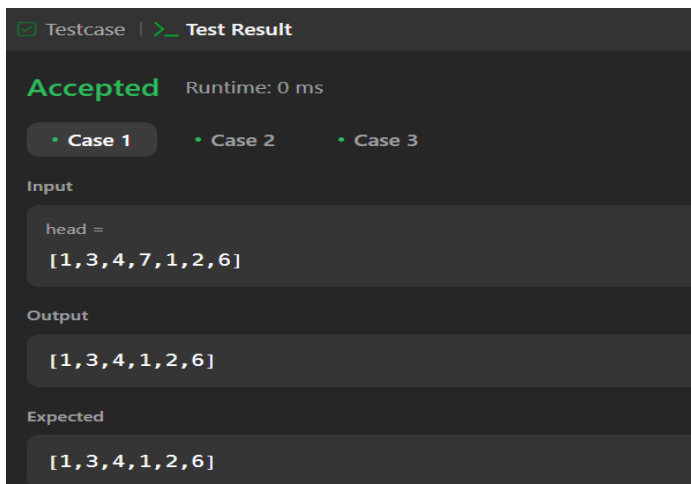 Testcase | >_ Test Result
Accepted Runtime: 0 ms
• Case 1 • Case 2 • Case 3
Input
head =
[1,3,4,7,1,2,6]
Output
[1,3,4,1,2,6]
Expected
[1,3,4,1,2,6]